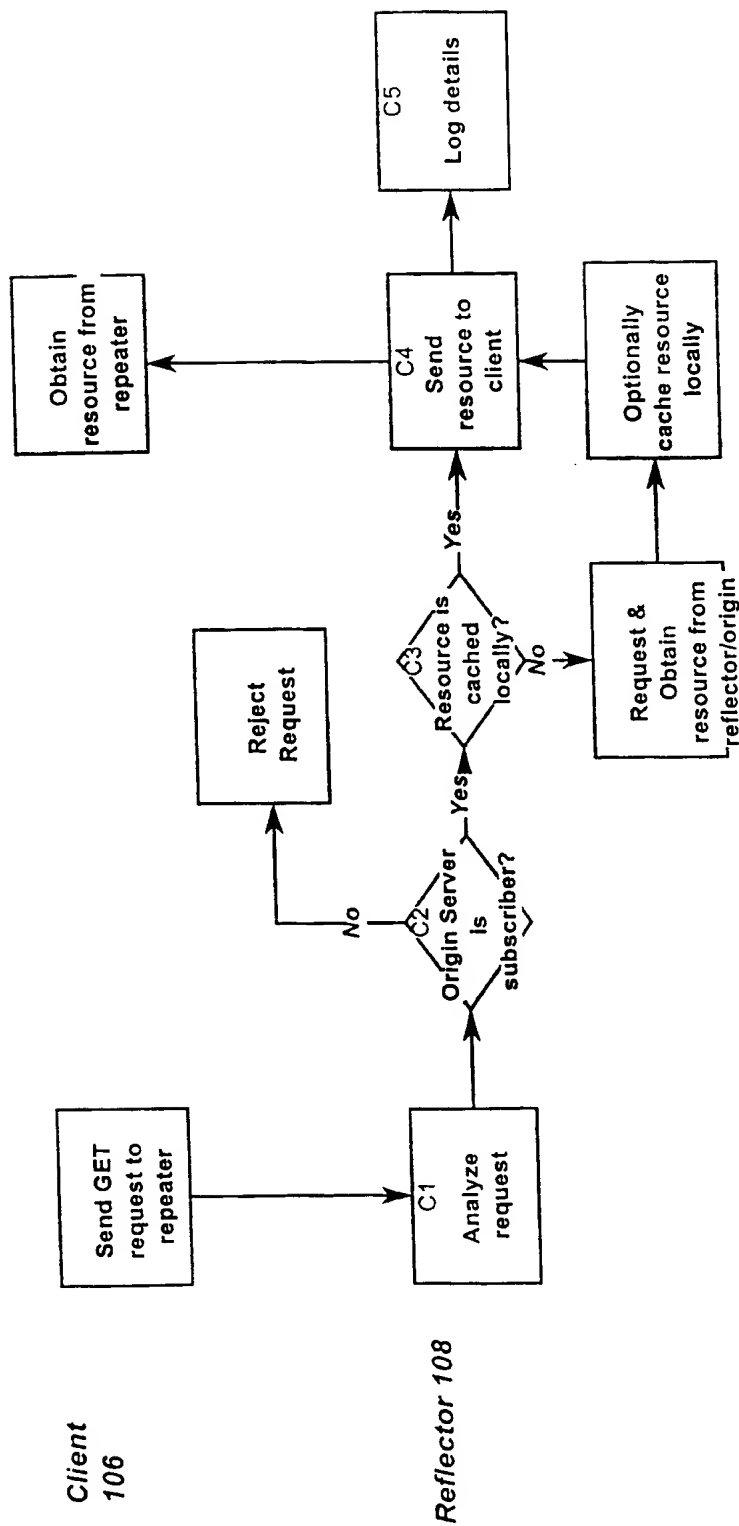 Client
106
Send GET
request to
repeater
Obtain
resource from
repeater
Reject
Request
Reflector 108
C1
Analyze
request
C2
Origin Server
is
subscriber?
No
Yes
C3
Resource is
cached
locally?
Yes
No
C4
Send
resource to
client
C5
Log details
Request &
Obtain
resource from
reflector/origin
Optionally
cache resource
locally